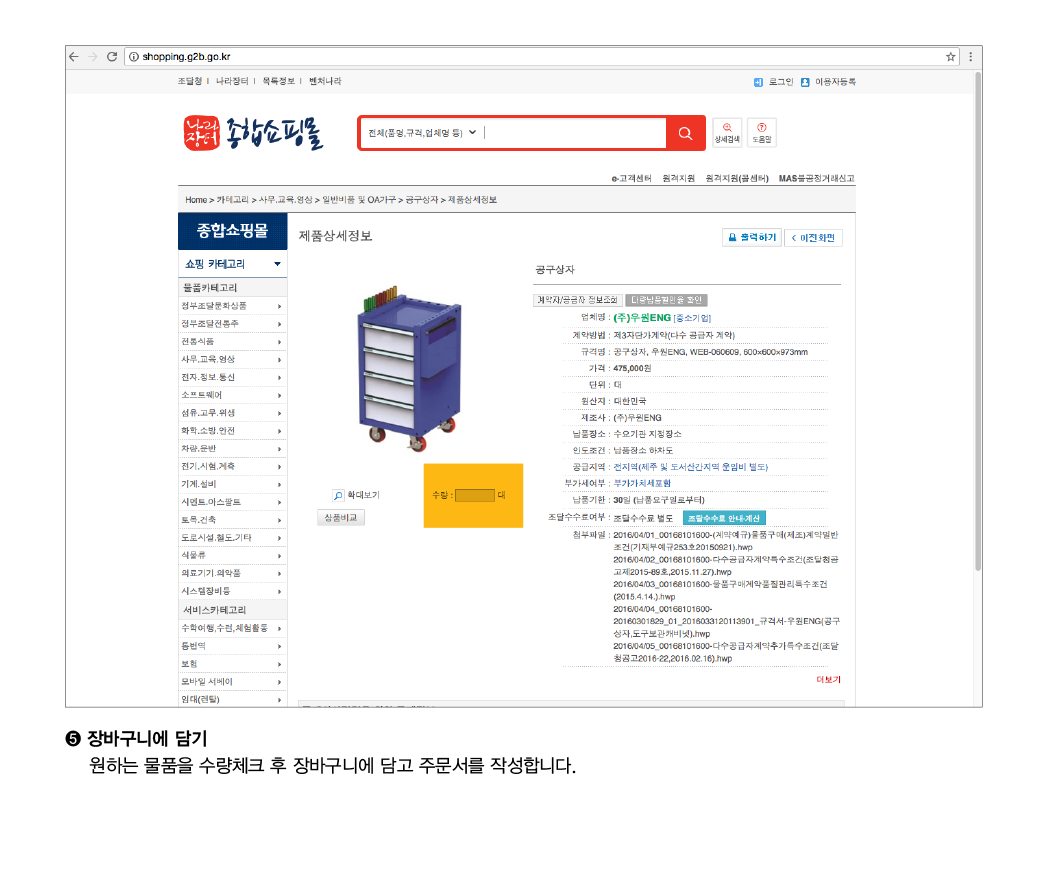 shopping.g2b.go.kr
조달청 | 나라장터 | 목록정보 | 벤처나라
로그인 이용자등록
나라장터 종합쇼핑몰
전체(품명,규격,업체명 등)
상세검색 도움말
e-고객센터 원격지원 원격지원(콜센터) MAS불공정거래신고
Home > 카테고리 > 사무.교육.영상 > 일반비품 및 OA가구 > 공구상자 > 제품상세정보
종합쇼핑몰
쇼핑 카테고리
물품카테고리
정부조달문화상품
정부조달전통주
전통식품
사무.교육.영상
전자.정보.통신
소프트웨어
섬유.고무.위생
화학.소방.안전
차량.운반
전기.시험.계측
기계.설비
시멘트.아스팔트
토목.건축
도로시설.철도.기타
식물류
의료기기.의약품
시스템장비등
서비스카테고리
수학여행,수련,체험활동
통번역
보험
모바일 서베이
임대(렌탈)
제품상세정보
출력하기 이전화면
확대보기
상품비교
수량 : 대
공구상자
계약자/공급자 정보조회 다량납품할인율 확인
업체명 : (주)우원ENG [중소기업]
계약방법 : 제3자단가계약(다수 공급자 계약)
규격명 : 공구상자, 우원ENG, WEB-060609, 600×600×973mm
가격 : 475,000원
단위 : 대
원산지 : 대한민국
제조사 : (주)우원ENG
납품장소 : 수요기관 지정장소
인도조건 : 납품장소 하차도
공급지역 : 전지역(제주 및 도서산간지역 운임비 별도)
부가세여부 : 부가가치세포함
납품기한 : 30일 (납품요구일로부터)
조달수수료여부 : 조달수수료 별도 조달수수료 안내·계산
첨부파일 : 2016/04/01_00168101600-(계약예규)물품구매(제조)계약일반
조건(기재부예규253호20150921).hwp
2016/04/02_00168101600-다수공급자계약특수조건(조달청공
고제2015-89호,2015.11.27).hwp
2016/04/03_00168101600-물품구매계약품질관리특수조건
(2015.4.14.).hwp
2016/04/04_00168101600-
20160301829_01_2016033120113901_규격서-우원ENG(공구
상자,도구보관캐비넷).hwp
2016/04/05_00168101600-다수공급자계약추가특수조건(조달
청공고2016-22,2016.02.16).hwp
더보기
❺ 장바구니에 담기
원하는 물품을 수량체크 후 장바구니에 담고 주문서를 작성합니다.